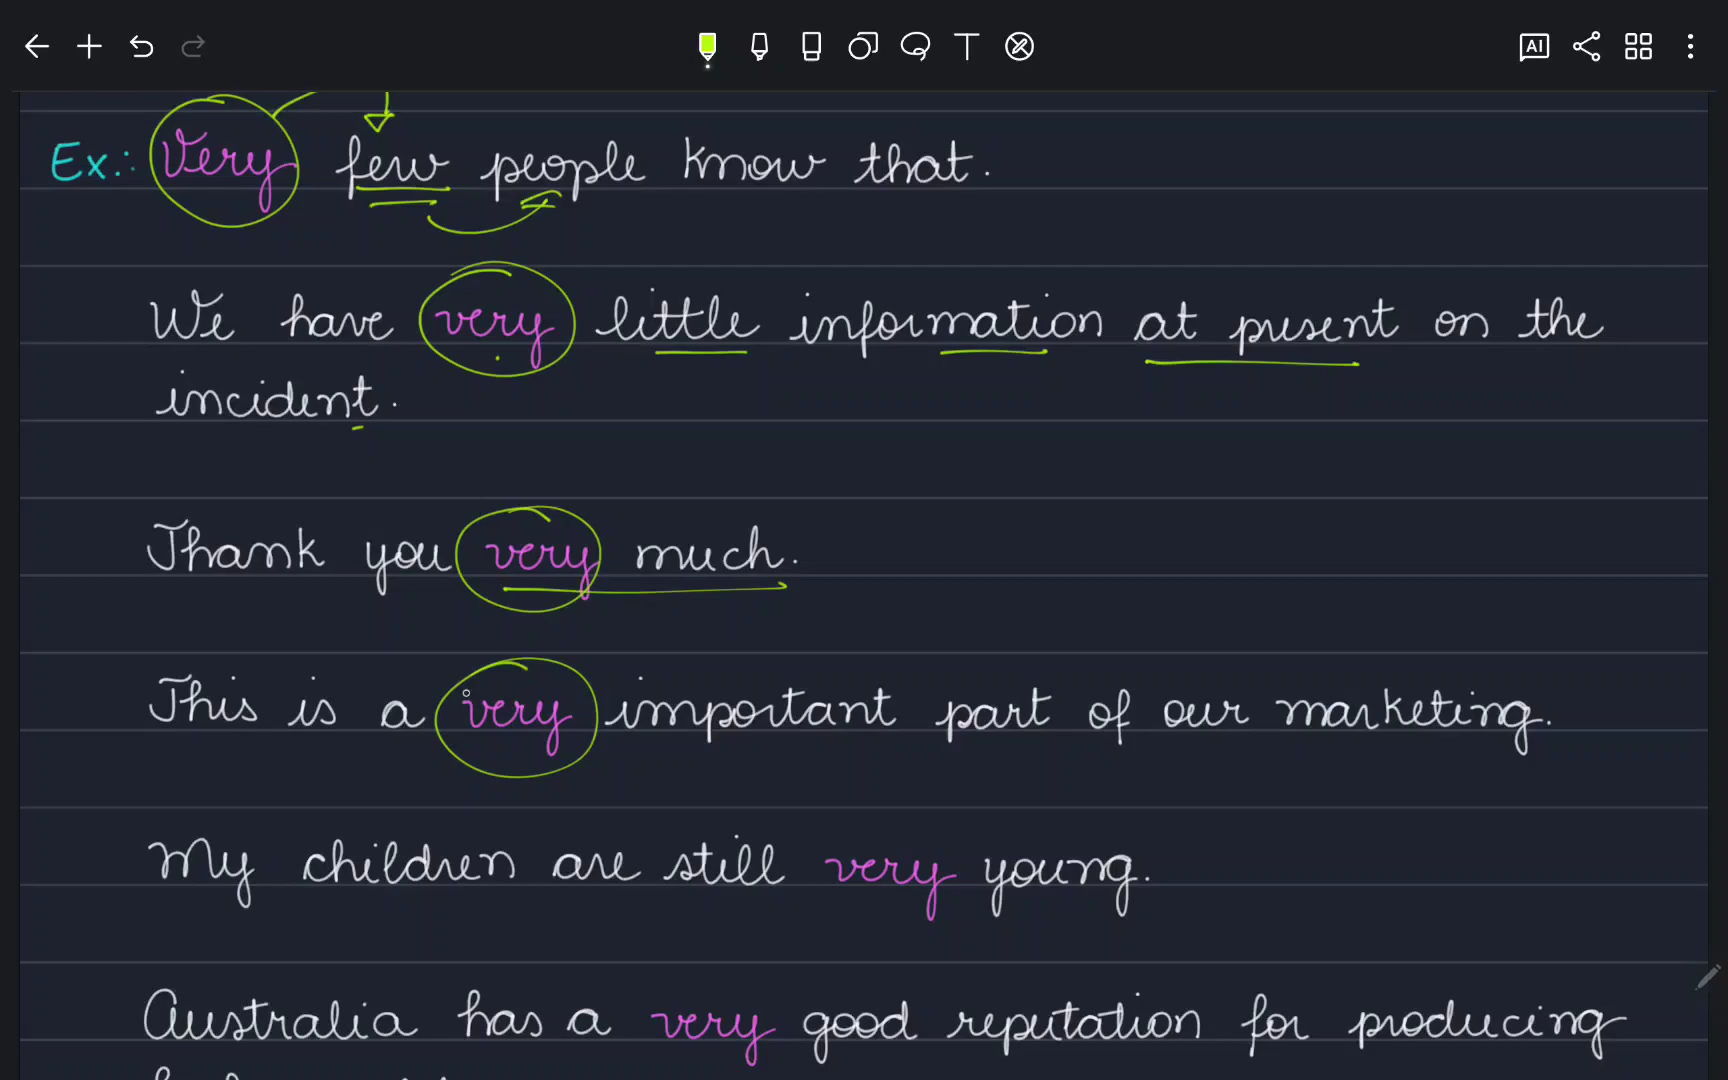 AI
Ex.: Very few people know that.
We have very little information at present on the
incident.
Thank you very much.
This is a very important part of our marketing.
My children are still very young.
Australia has a very good reputation for producing